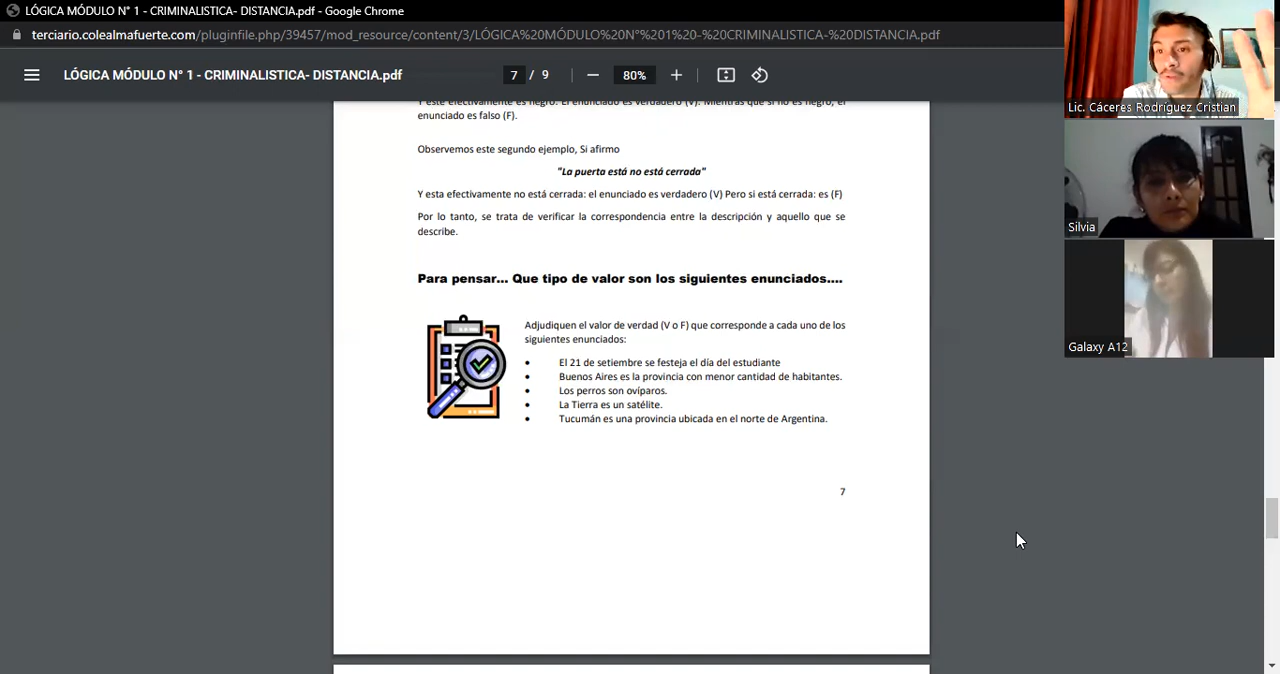 LÓGICA MÓDULO N° 1 - CRIMINALISTICA- DISTANCIA.pdf - Google Chrome
terciario.colealmafuerte.com/pluginfile.php/39457/mod_resource/content/3/LÓGICA%20MÓDULO%20N°%201%20-%20CRIMINALISTICA-%20DISTANCIA.pdf
LÓGICA MÓDULO N° 1 - CRIMINALISTICA- DISTANCIA.pdf
7 / 9
80%
Y este efectivamente es negro: El enunciado es verdadero (V). Mientras que si no es negro, el
enunciado es falso (F).
Observemos este segundo ejemplo, Si afirmo
"La puerta está no está cerrada"
Y esta efectivamente no está cerrada: el enunciado es verdadero (V) Pero si está cerrada: es (F)
Por lo tanto, se trata de verificar la correspondencia entre la descripción y aquello que se
describe.
Para pensar... Que tipo de valor son los siguientes enunciados....
Adjudiquen el valor de verdad (V o F) que corresponde a cada uno de los
siguientes enunciados:
• El 21 de setiembre se festeja el día del estudiante
• Buenos Aires es la provincia con menor cantidad de habitantes.
• Los perros son ovíparos.
• La Tierra es un satélite.
• Tucumán es una provincia ubicada en el norte de Argentina.
7
Lic. Cáceres Rodríguez Cristian
Silvia
Galaxy A12